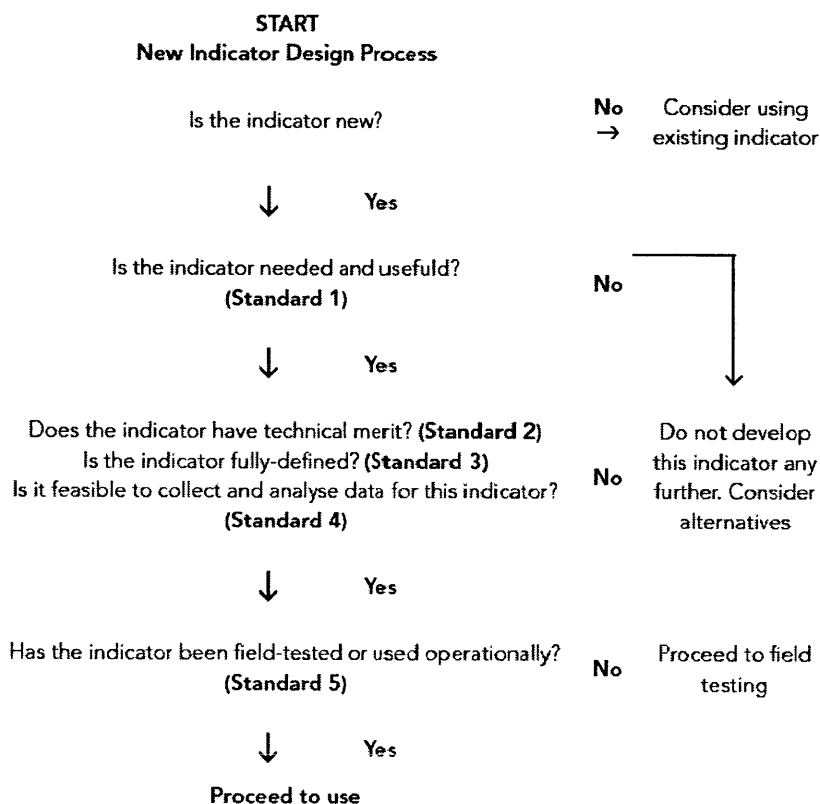 START
New Indicator Design Process
Is the indicator new?
No
→
Consider using
existing indicator
↓ Yes
Is the indicator needed and usefuld?
(Standard 1)
No
↓ Yes
Does the indicator have technical merit? (Standard 2)
Is the indicator fully-defined? (Standard 3)
Is it feasible to collect and analyse data for this indicator?
(Standard 4)
No
Do not develop
this indicator any
further. Consider
alternatives
↓ Yes
Has the indicator been field-tested or used operationally?
(Standard 5)
No
Proceed to field
testing
↓ Yes
Proceed to use